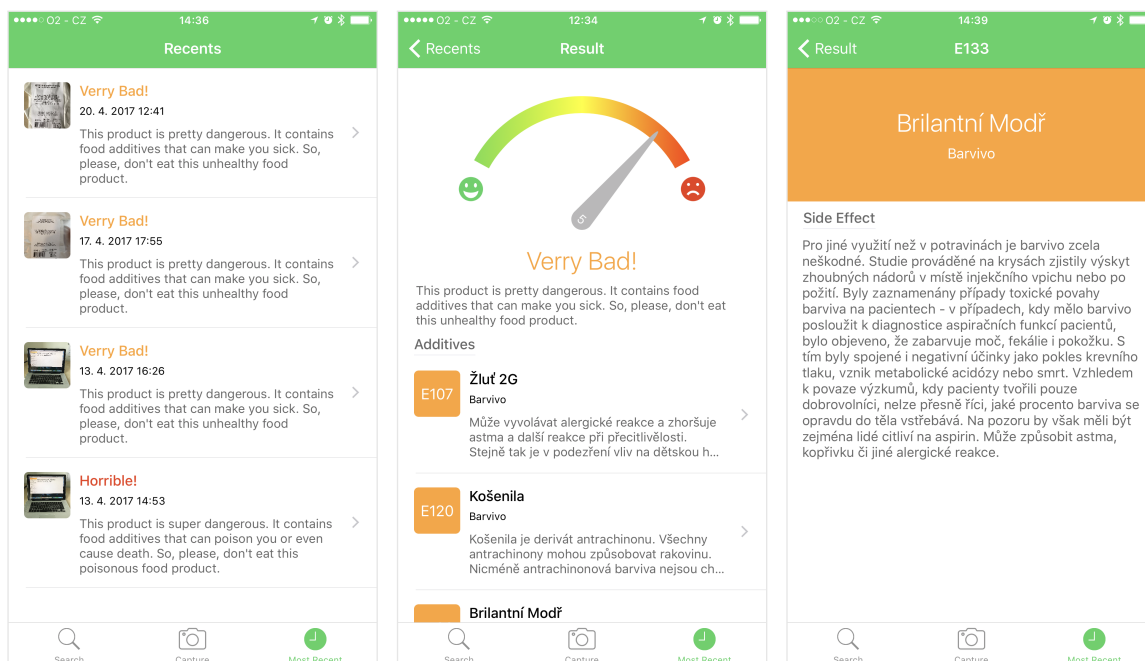 O2 - CZ 14:36
Recents
Verry Bad!
20. 4. 2017 12:41
This product is pretty dangerous. It contains
food additives that can make you sick. So,
please, don't eat this unhealthy food
product.
Verry Bad!
17. 4. 2017 17:55
This product is pretty dangerous. It contains
food additives that can make you sick. So,
please, don't eat this unhealthy food
product.
Verry Bad!
13. 4. 2017 16:26
This product is pretty dangerous. It contains
food additives that can make you sick. So,
please, don't eat this unhealthy food
product.
Horrible!
13. 4. 2017 14:53
This product is super dangerous. It contains
food additives that can poison you or even
cause death. So, please, don't eat this
poisonous food product.
Search Capture Most Recent
O2 - CZ 12:34
Recents Result
5
Verry Bad!
This product is pretty dangerous. It contains food
additives that can make you sick. So, please, don't eat
this unhealthy food product.
Additives
E107
Žluť 2G
Barvivo
Může vyvolávat alergické reakce a zhoršuje
astma a další reakce při přecitlivělosti.
Stejně tak je v podezření vliv na dětskou h...
E120
Košenila
Barvivo
Košenila je derivát antrachinonu. Všechny
antrachinony mohou způsobovat rakovinu.
Nicméně antrachinonová barviva nejsou ch...
Brilantní Modř
Search Capture Most Recent
O2 - CZ 14:39
Result E133
Brilantní Modř
Barvivo
Side Effect
Pro jiné využití než v potravinách je barvivo zcela
neškodné. Studie prováděné na krysách zjistily výskyt
zhoubných nádorů v místě injekčního vpichu nebo po
požití. Byly zaznamenány případy toxické povahy
barviva na pacientech - v případech, kdy mělo barvivo
posloužit k diagnostice aspiračních funkcí pacientů,
bylo objeveno, že zabarvuje moč, fekálie i pokožku. S
tím byly spojené i negativní účinky jako pokles krevního
tlaku, vznik metabolické acidózy nebo smrt. Vzhledem
k povaze výzkumů, kdy pacienty tvořili pouze
dobrovolníci, nelze přesně říci, jaké procento barviva se
opravdu do těla vstřebává. Na pozoru by však měli být
zejména lidé citliví na aspirin. Může způsobit astma,
kopřivku či jiné alergické reakce.
Search Capture Most Recent